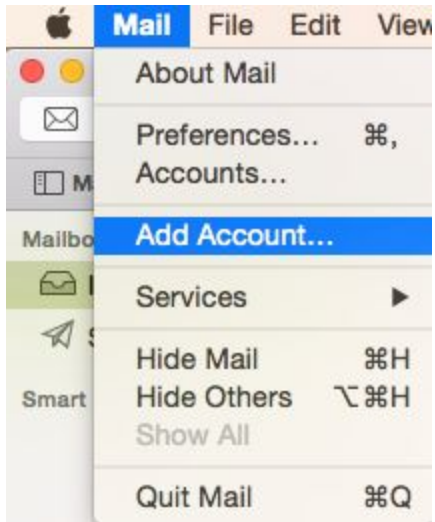 Mail File Edit View
About Mail
Preferences... ⌘,
Accounts...
Mailbo
Add Account...
Services ▶
Hide Mail ⌘H
Smart
Hide Others ⌥⌘H
Show All
Quit Mail ⌘Q